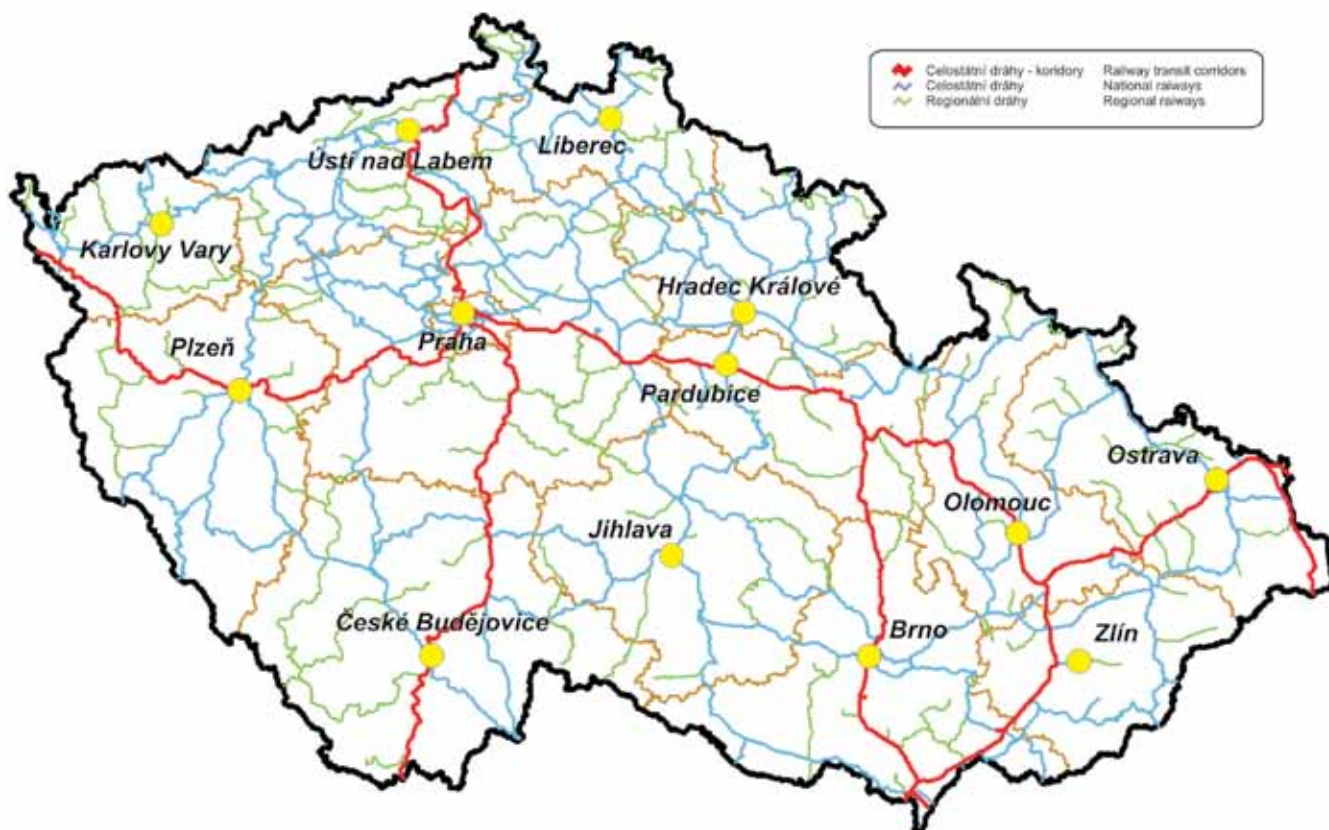 Celostátní dráhy - koridory Railway transit corridors
Celostátní dráhy National raiways
Regionální dráhy Regional raiways
Ústí nad Labem
Liberec
Karlovy Vary
Hradec Králové
Plzeň
Praha
Pardubice
Ostrava
Olomouc
Jihlava
České Budějovice
Brno
Zlín